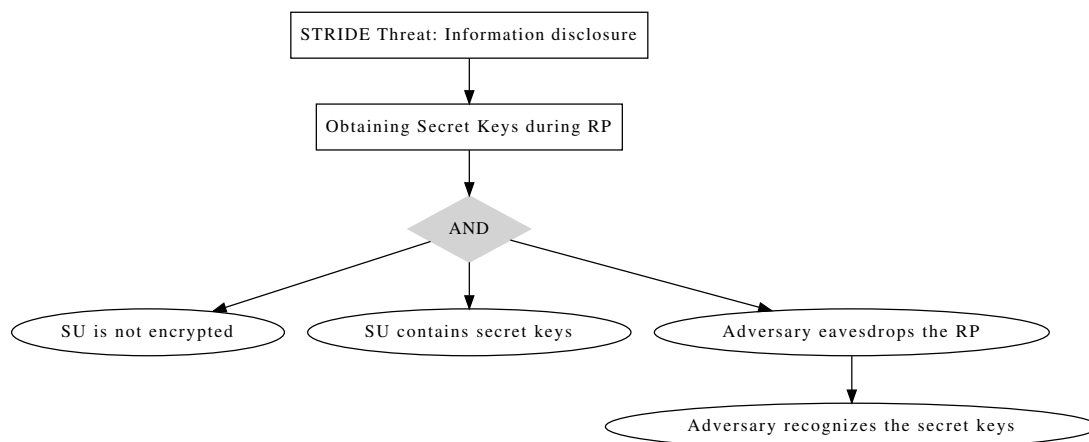 STRIDE Threat: Information disclosure
Obtaining Secret Keys during RP
AND
SU is not encrypted
SU contains secret keys
Adversary eavesdrops the RP
Adversary recognizes the secret keys